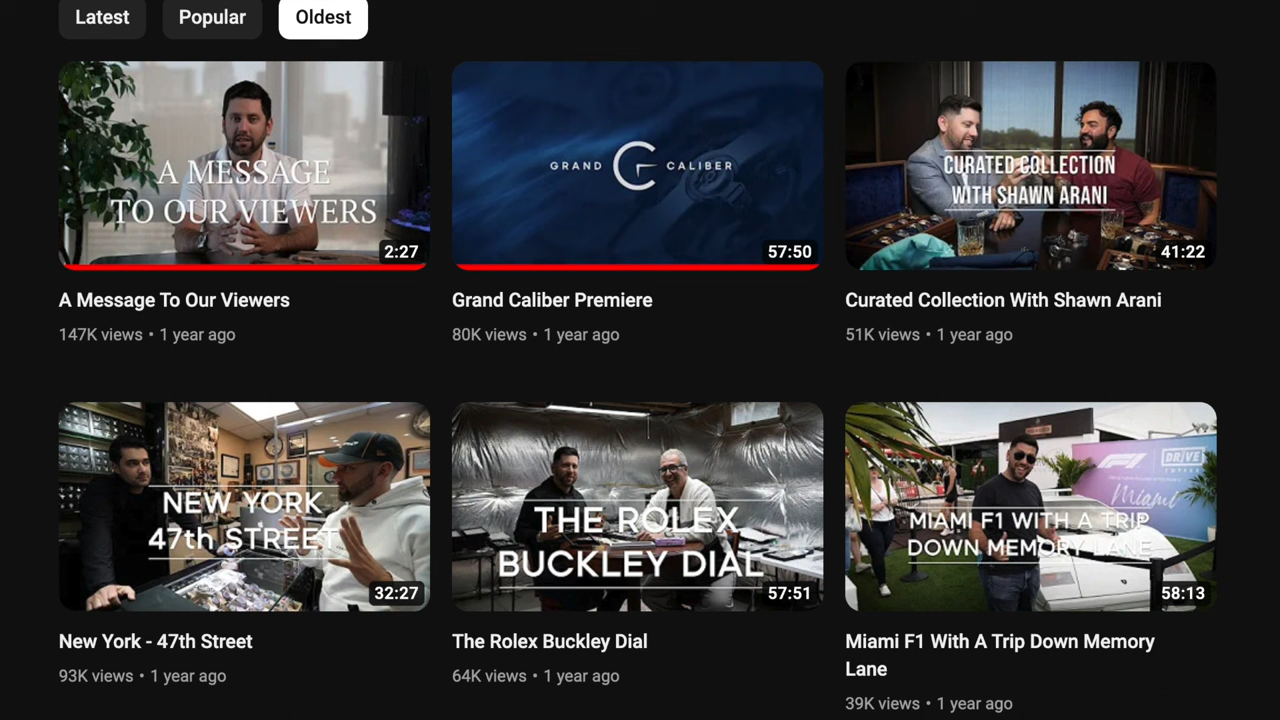 Latest
Popular
Oldest
A MESSAGE
TO OUR VIEWERS
2:27
GRAND CALIBER
57:50
CURATED COLLECTION
WITH SHAWN ARANI
41:22
A Message To Our Viewers
147K views • 1 year ago
Grand Caliber Premiere
80K views • 1 year ago
Curated Collection With Shawn Arani
51K views • 1 year ago
NEW YORK
47th STREET
32:27
THE ROLEX
BUCKLEY DIAL
57:51
F1
DRIVE
Miami
MIAMI F1 WITH A TRIP
DOWN MEMORY LANE
58:13
New York - 47th Street
93K views • 1 year ago
The Rolex Buckley Dial
64K views • 1 year ago
Miami F1 With A Trip Down Memory
Lane
39K views • 1 year ago